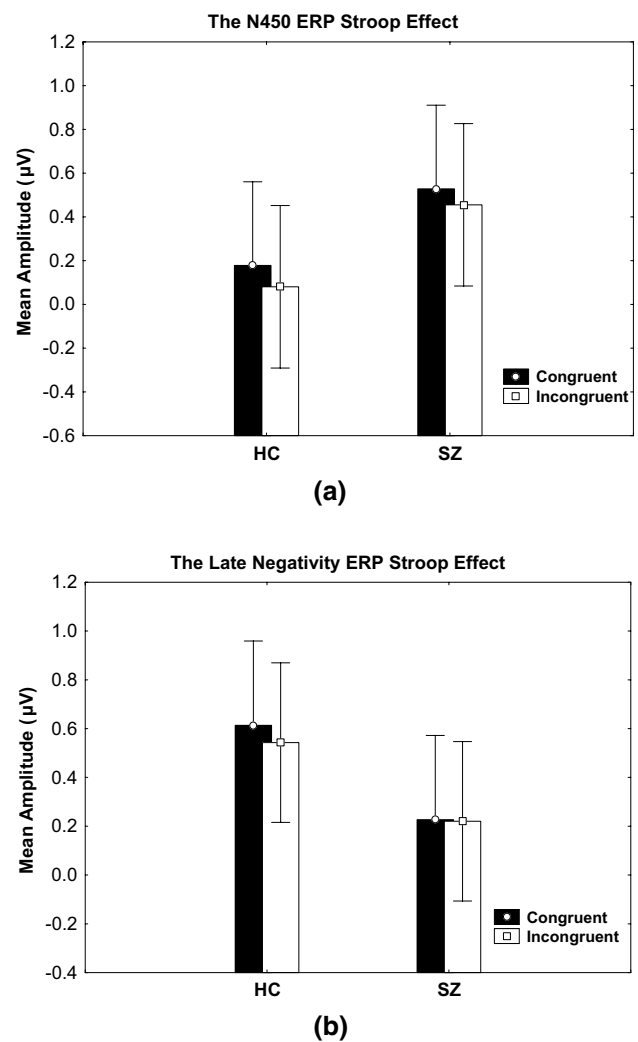 The N450 ERP Stroop Effect
1.2
1.0
0.8
0.6
0.4
0.2
0.0
-0.2
-0.4
-0.6
Mean Amplitude (µV)
Congruent
Incongruent
HC SZ
(a)
The Late Negativity ERP Stroop Effect
1.2
1.0
0.8
0.6
0.4
0.2
0.0
-0.2
-0.4
Mean Amplitude (µV)
Congruent
Incongruent
HC SZ
(b)